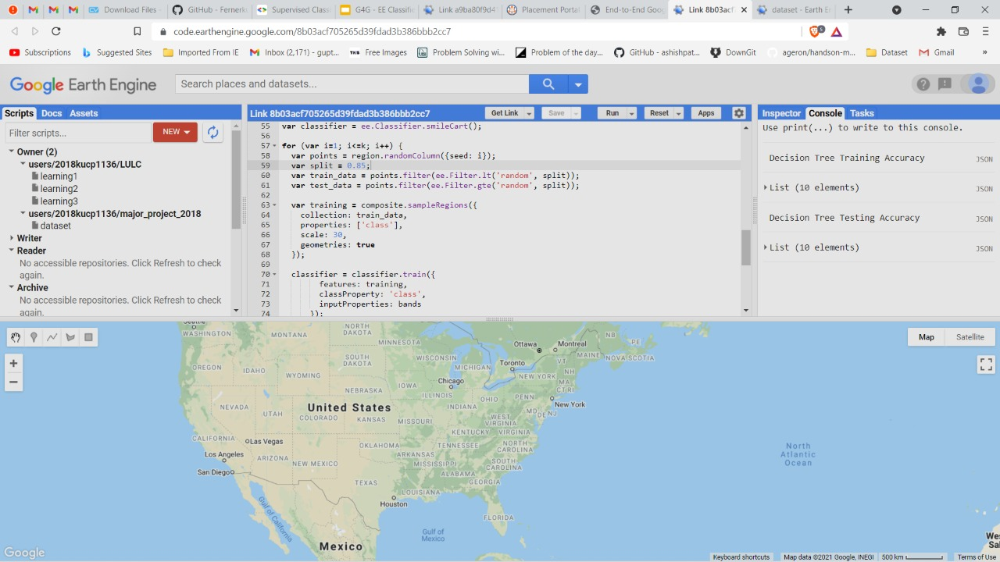 Download Files -
GitHub - Fernerk
Supervised Class
G4G - EE Classifi
Link a9ba80f9d4
Placement Portal
End-to-End Goog
Link 8b03acf
dataset - Earth E
code.earthengine.google.com/8b03acf705265d39fdad3b386bbb2cc7
5
Subscriptions
Suggested Sites
Imported From IE
Inbox (2,171) - gupt...
Free Images
Problem Solving wi...
Problem of the day...
GitHub - ashishpat...
DownGit
ageron/handson-m...
Dataset
Gmail
»
Google Earth Engine
Search places and datasets...
Scripts
Docs
Assets
Filter scripts...
NEW
Owner (2)
users/2018kucp1136/LULC
learning1
learning2
learning3
users/2018kucp1136/major_project_2018
dataset
Writer
Reader
No accessible repositories. Click Refresh to check
again.
Archive
No accessible repositories. Click Refresh to check
again.
Link 8b03acf705265d39fdad3b386bbb2cc7
Get Link
Save
Run
Reset
Apps
55 var classifier = ee.Classifier.smileCart();
56
57 for (var i=1; i<=k; i++) {
58 var points = region.randomColumn({seed: i});
59 var split = 0.85;
60 var train_data = points.filter(ee.Filter.lt('random', split));
61 var test_data = points.filter(ee.Filter.gte('random', split));
62
63 var training = composite.sampleRegions({
64 collection: train_data,
65 properties: ['class'],
66 scale: 30,
67 geometries: true
68 });
69
70 classifier = classifier.train({
71 features: training,
72 classProperty: 'class',
73 inputProperties: bands
74 });
Inspector
Console
Tasks
Use print(...) to write to this console.
Decision Tree Training Accuracy
JSON
List (10 elements)
JSON
Decision Tree Testing Accuracy
JSON
List (10 elements)
JSON
Map
Satellite
+
−
Seattle
WASHINGTON
MONTANA
NORTH
DAKOTA
MINNESOTA
Ottawa
Montreal
NB
PE
NOVA SCOTIA
MAINE
OREGON
IDAHO
WYOMING
SOUTH
DAKOTA
WISCONSIN
MICHIGAN
Toronto
VT
NH
NEW YORK
MA
CT RI
Chicago
NEBRASKA
IOWA
ILLINOIS
INDIANA
OHIO
PENN
New York
NEVADA
UTAH
United States
COLORADO
KANSAS
MISSOURI
WEST
VIRGINIA
MD
DE
NJ
KENTUCKY
VIRGINIA
CALIFORNIA
Las Vegas
Los Angeles
ARIZONA
NEW MEXICO
OKLAHOMA
ARKANSAS
TENNESSEE
NORTH
CAROLINA
MISSISSIPPI
SOUTH
CAROLINA
San Diego
ALABAMA
GEORGIA
TEXAS
LOUISIANA
Houston
FLORIDA
Gulf of
California
Gulf of
Mexico
Mexico
North
Atlantic
Ocean
We
Sa
Google
Keyboard shortcuts
Map data ©2021 Google, INEGI
500 km
Terms of Use